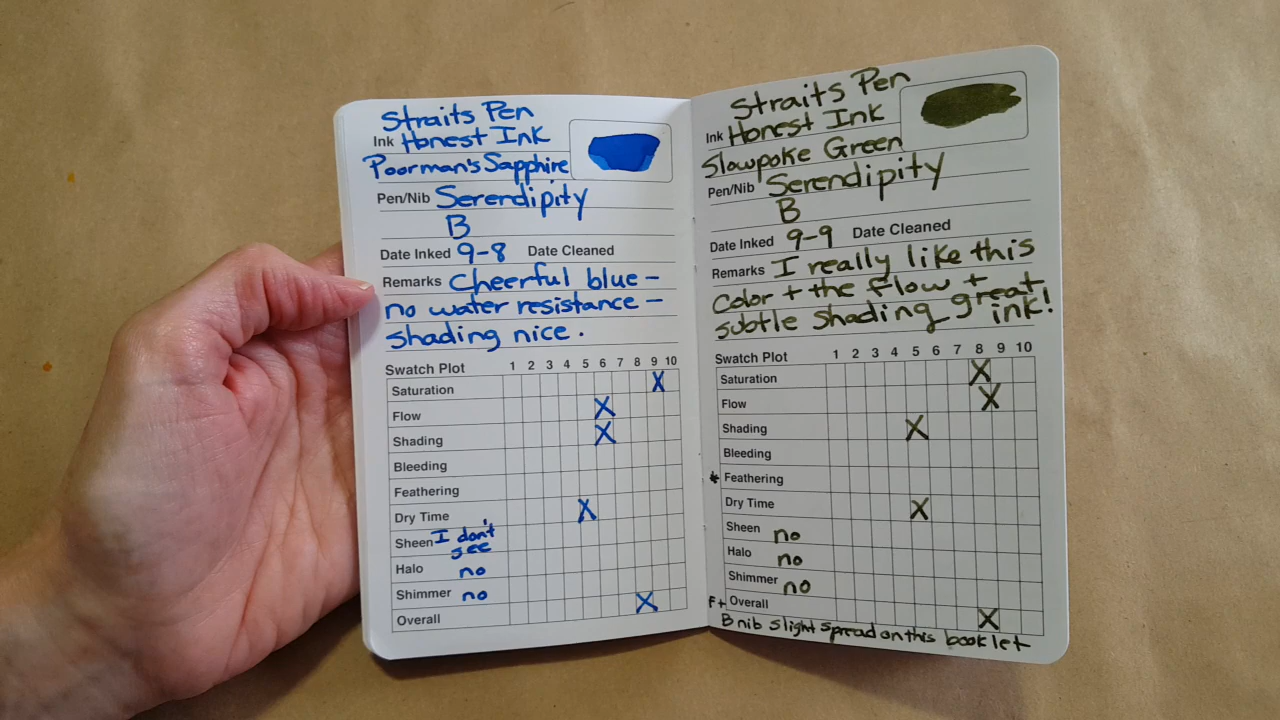 Straits Pen
Ink Honest Ink
Poorman's Sapphire
Pen/Nib Serendipity
B
Date Inked 9-8 Date Cleaned
Remarks Cheerful blue –
no water resistance –
shading nice.
Swatch Plot 1 2 3 4 5 6 7 8 9 10
Saturation X
Flow X
Shading X
Bleeding
Feathering
Dry Time X
Sheen I don't
see
Halo no
Shimmer no
Overall X
Straits Pen
Ink Honest Ink
Slowpoke Green
Pen/Nib Serendipity
B
Date Inked 9-9 Date Cleaned
Remarks I really like this
color + the flow +
subtle shading great
ink!
Swatch Plot 1 2 3 4 5 6 7 8 9 10
Saturation X
Flow X
Shading X
Bleeding
* Feathering
Dry Time X
Sheen no
Halo no
Shimmer no
F+ Overall X
B nib slight spread on this booklet